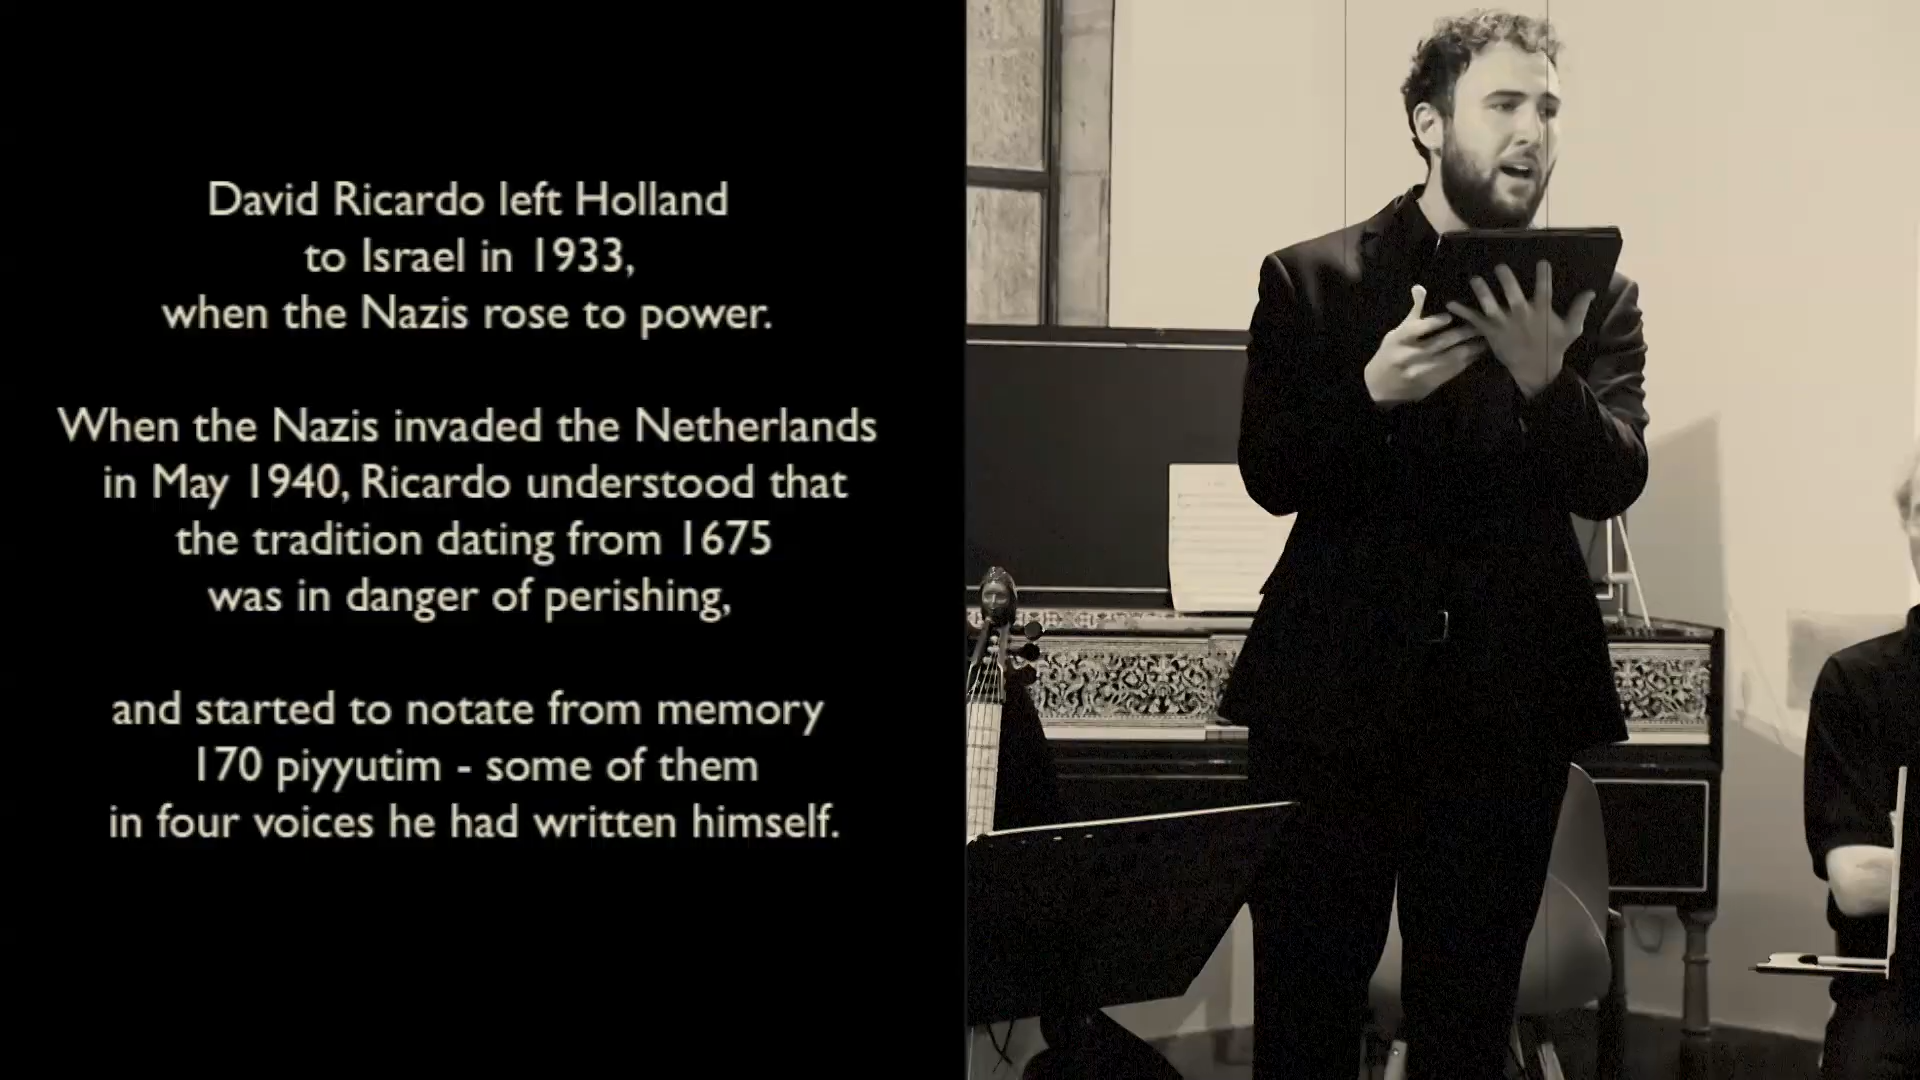 David Ricardo left Holland
to Israel in 1933,
when the Nazis rose to power.
When the Nazis invaded the Netherlands
in May 1940, Ricardo understood that
the tradition dating from 1675
was in danger of perishing,
and started to notate from memory
170 piyyutim - some of them
in four voices he had written himself.